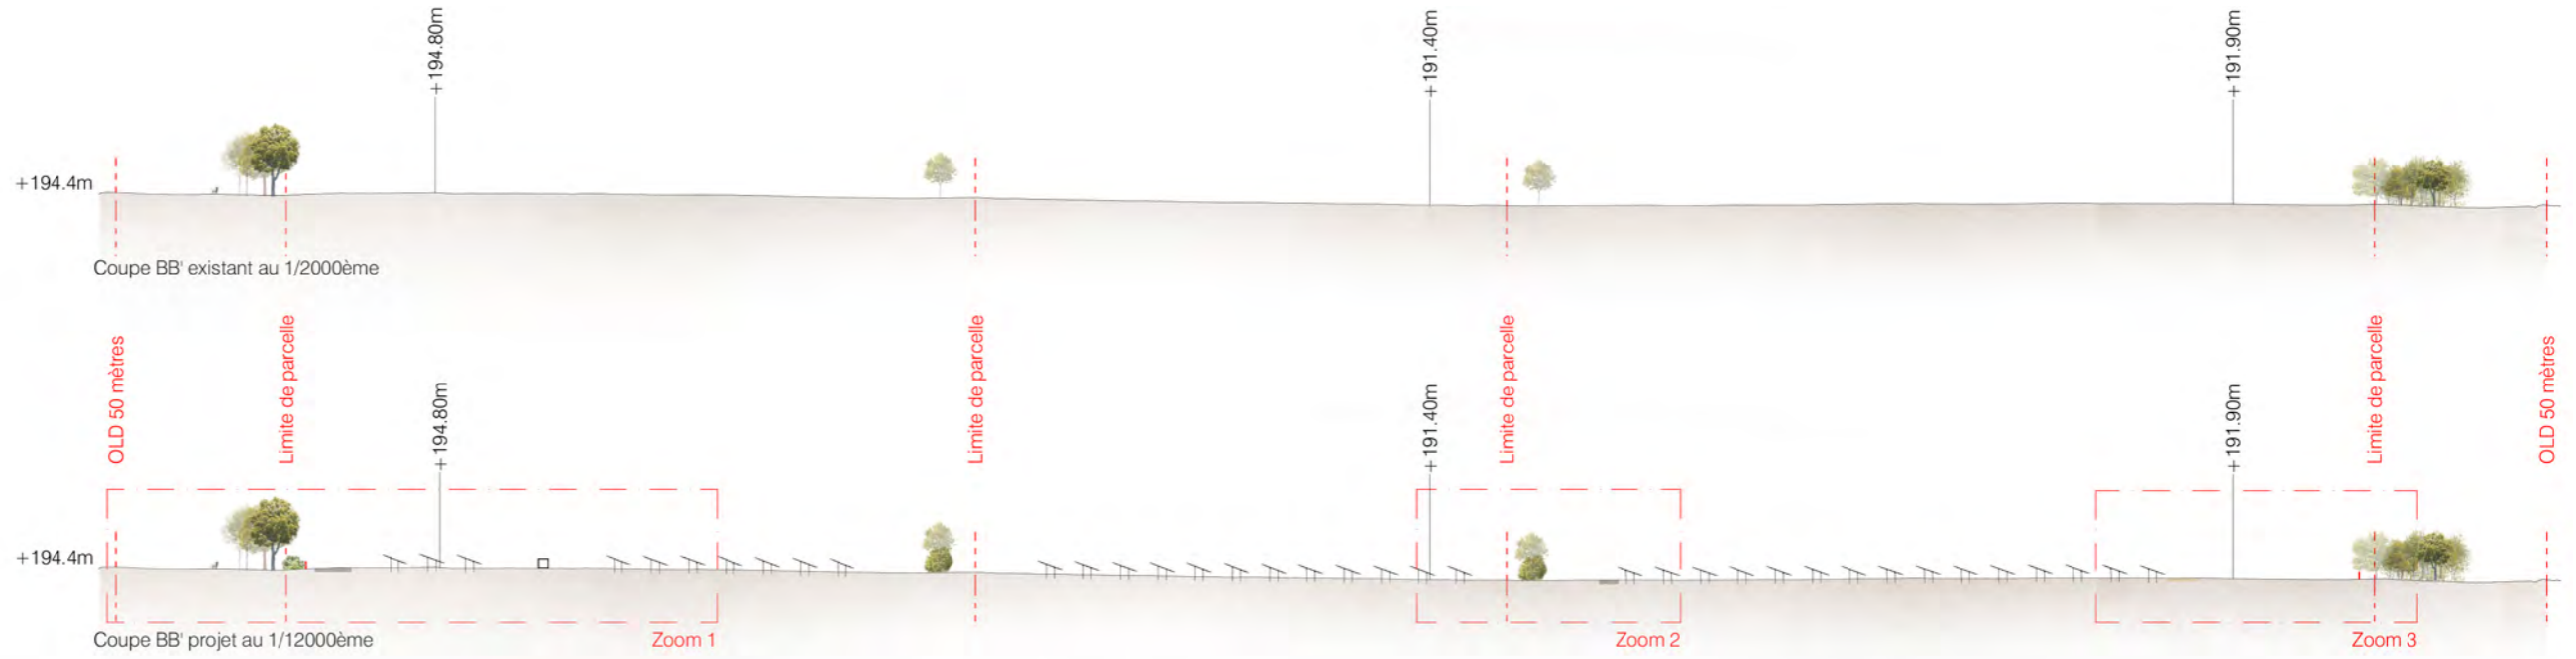 +194.80m
+191.40m
+191.90m
+194.4m
Coupe BB' existant au 1/2000ème
OLD 50 mètres
Limite de parcelle
Limite de parcelle
Limite de parcelle
Limite de parcelle
OLD 50 mètres
+194.80m
+191.40m
+191.90m
+194.4m
Coupe BB' projet au 1/12000ème
Zoom 1
Zoom 2
Zoom 3